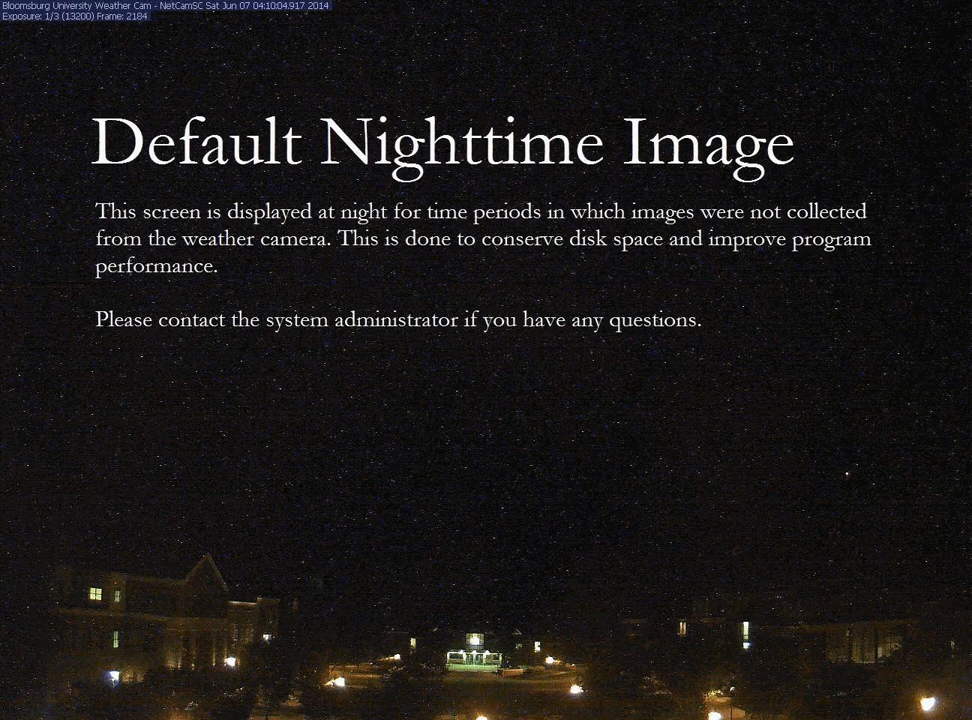 Bloomsburg University Weather Cam - NetCamSC Sat Jun 07 04:10:04.917 2014
Exposure: 1/3 (13200) Frame: 2184
Default Nighttime Image
This screen is displayed at night for time periods in which images were not collected
from the weather camera. This is done to conserve disk space and improve program
performance.
Please contact the system administrator if you have any questions.